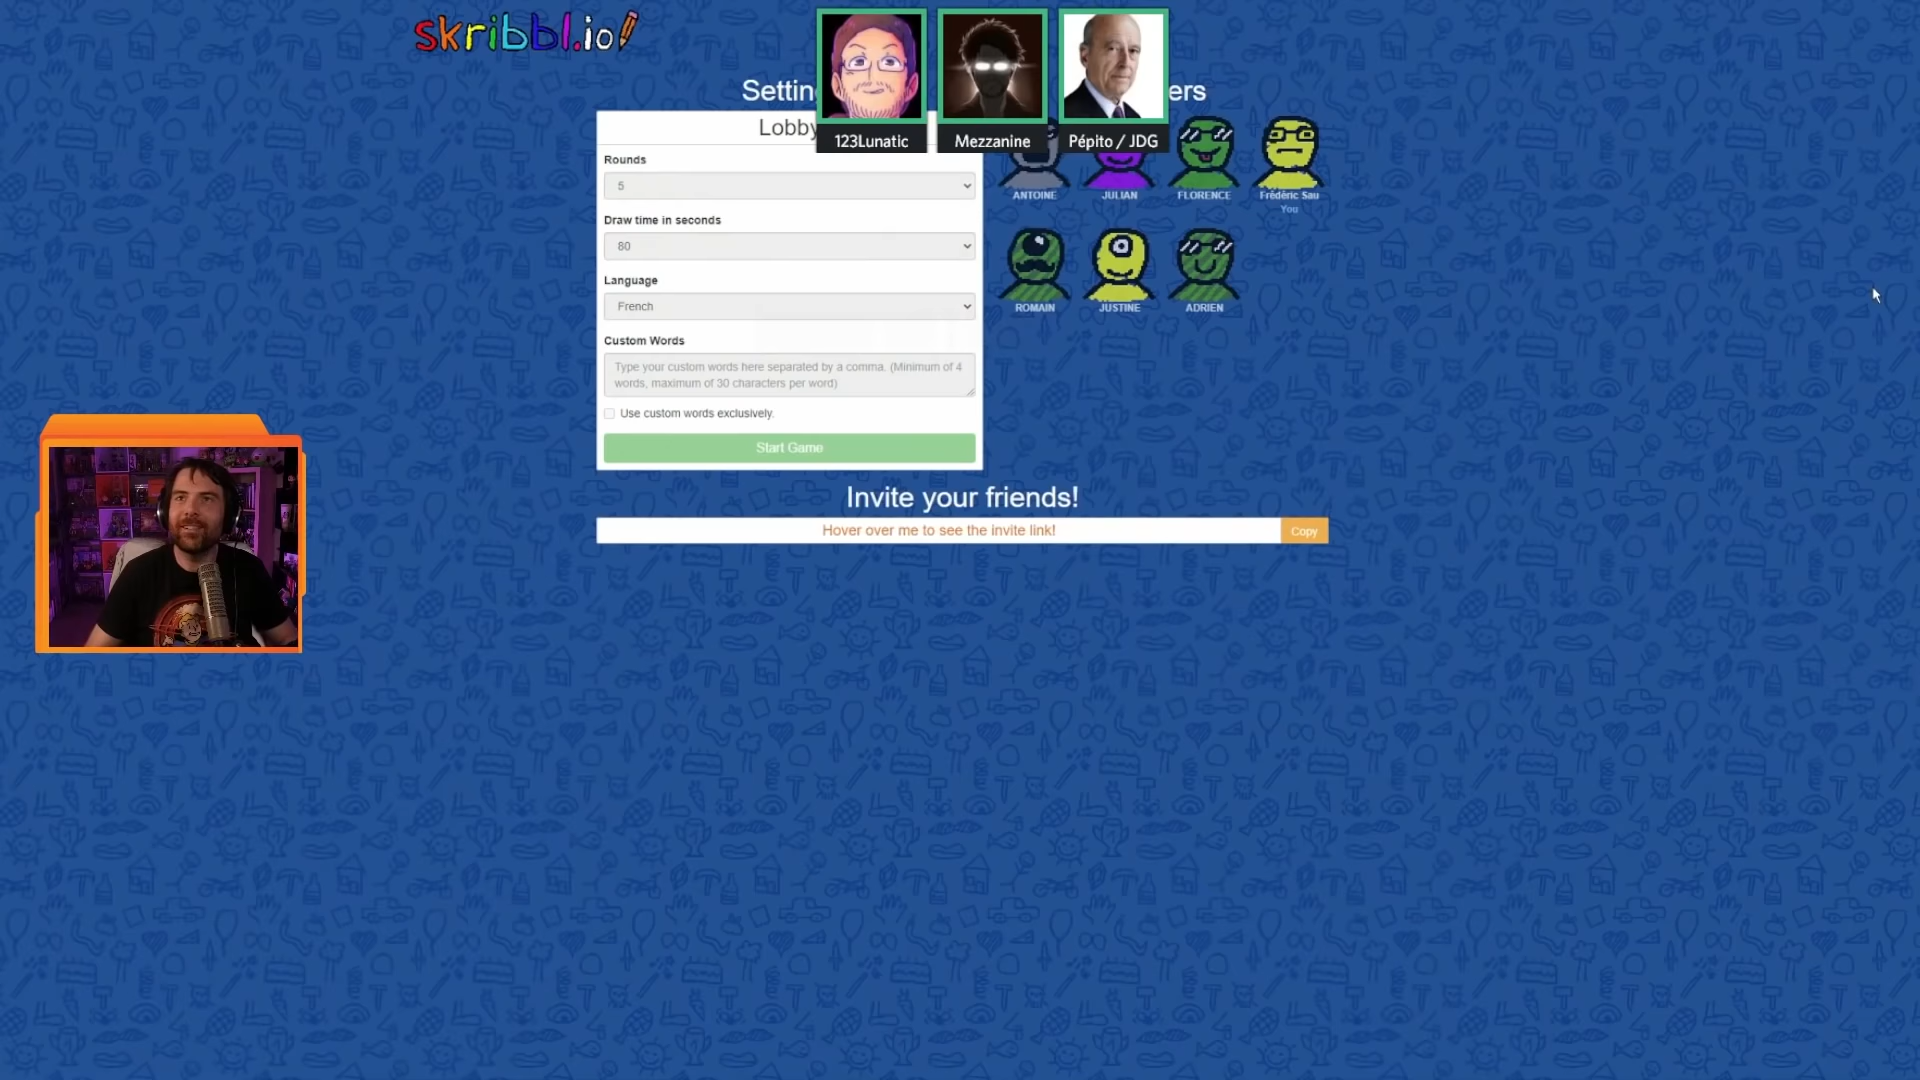 skribbl.io
Settin
ers
Lobby
123Lunatic
Mezzanine
Pépito / JDG
Rounds
5
Draw time in seconds
80
Language
French
Custom Words
Type your custom words here separated by a comma. (Minimum of 4
words, maximum of 30 characters per word)
Use custom words exclusively.
Start Game
ANTOINE
JULIAN
FLORENCE
Frédéric Sau
You
ROMAIN
JUSTINE
ADRIEN
Invite your friends!
Hover over me to see the invite link!
Copy